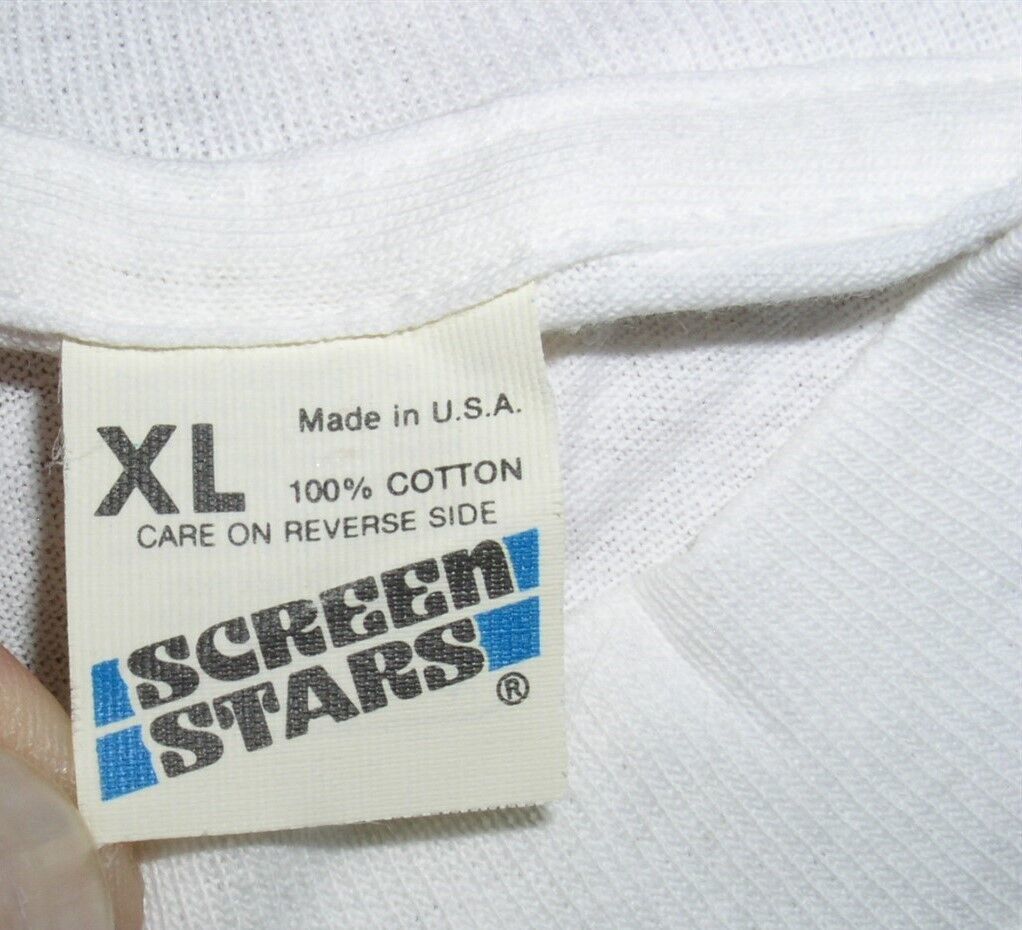 XL
Made in U.S.A.
100% COTTON
CARE ON REVERSE SIDE
SCREEn
STARS ®